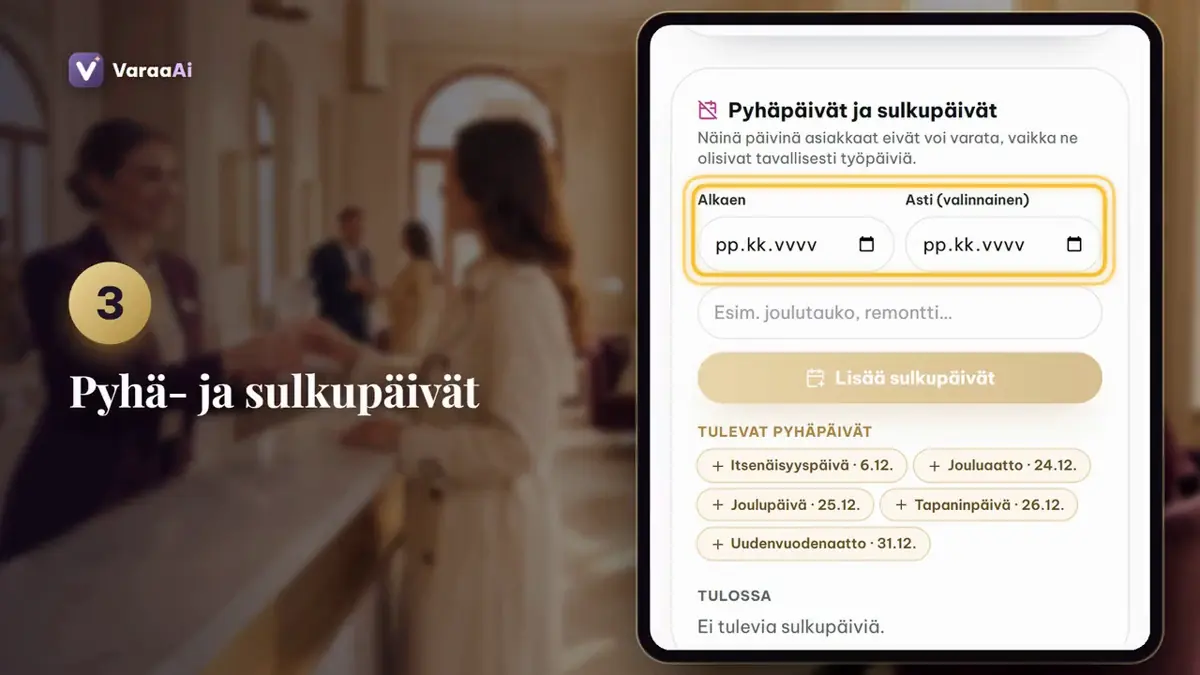 VaraaAi
3
Pyhä- ja sulkupäivät
Pyhäpäivät ja sulkupäivät
Näinä päivinä asiakkaat eivät voi varata, vaikka ne
olisivat tavallisesti työpäiviä.
Alkaen
Asti (valinnainen)
pp.kk.vvvv
pp.kk.vvvv
Esim. joulutauko, remontti...
Lisää sulkupäivät
TULEVAT PYHÄPÄIVÄT
+ Itsenäisyyspäivä · 6.12.
+ Jouluaatto · 24.12.
+ Joulupäivä · 25.12.
+ Tapaninpäivä · 26.12.
+ Uudenvuodenaatto · 31.12.
TULOSSA
Ei tulevia sulkupäiviä.